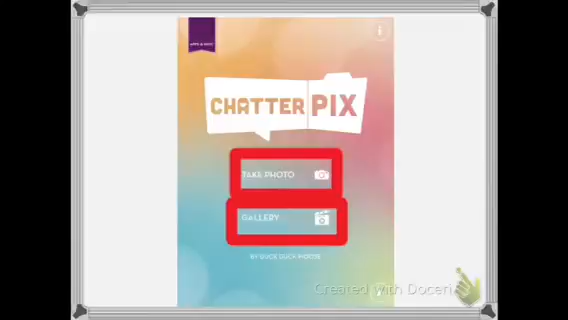 CHATTER PIX
TAKE PHOTO
GALLERY
BY DUCK DUCK MOOSE
Created with Doceri